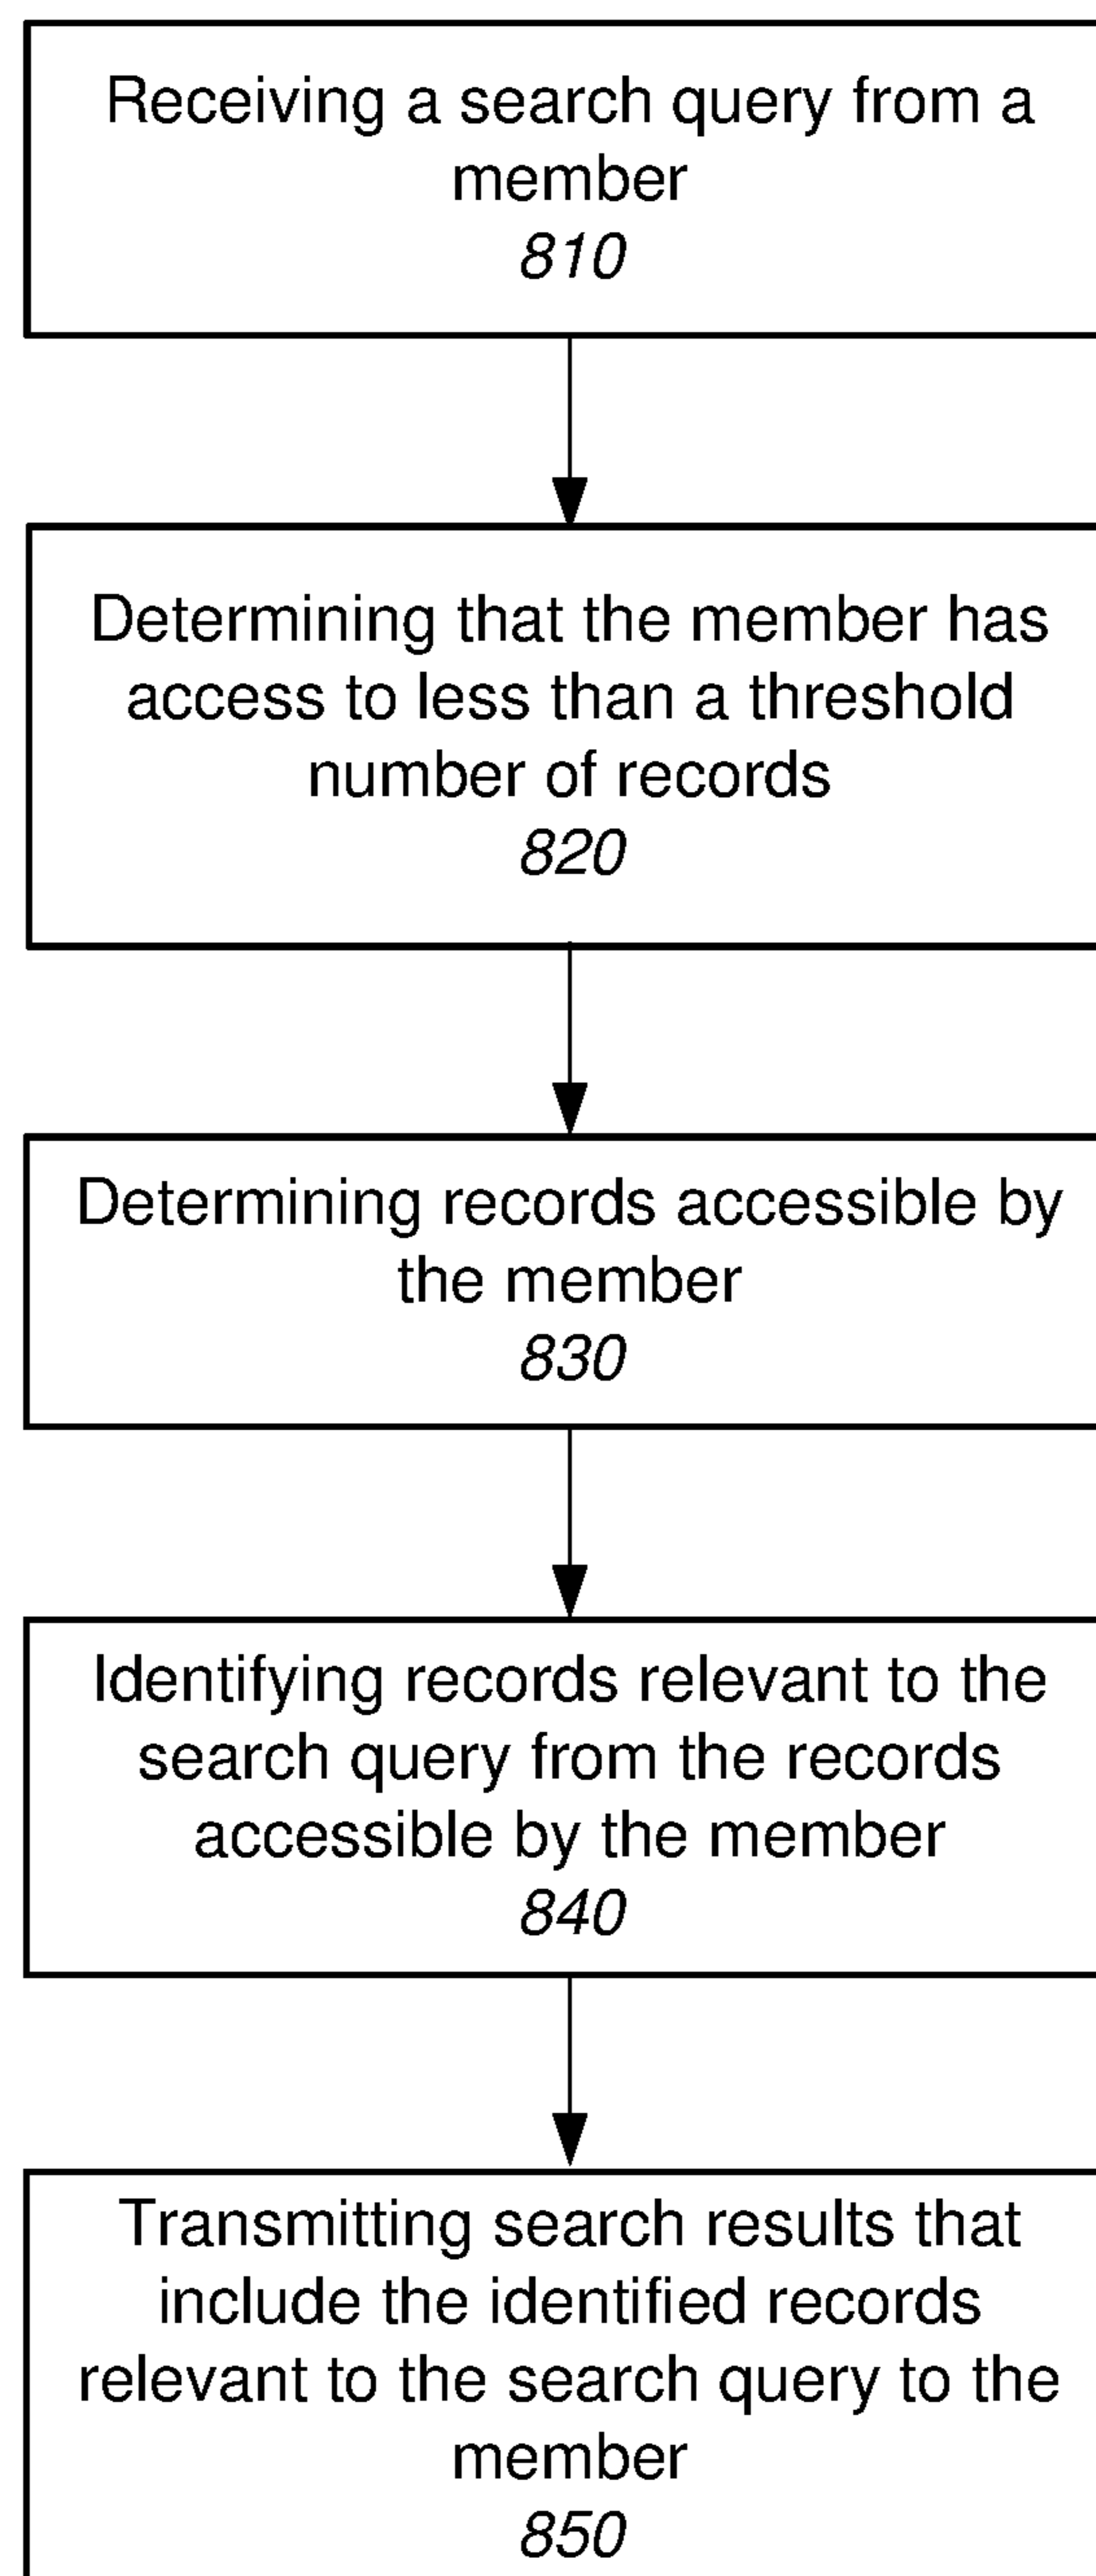 Receiving a search query from a
member
810
Determining that the member has
access to less than a threshold
number of records
820
Determining records accessible by
the member
830
Identifying records relevant to the
search query from the records
accessible by the member
840
Transmitting search results that
include the identified records
relevant to the search query to the
member
850